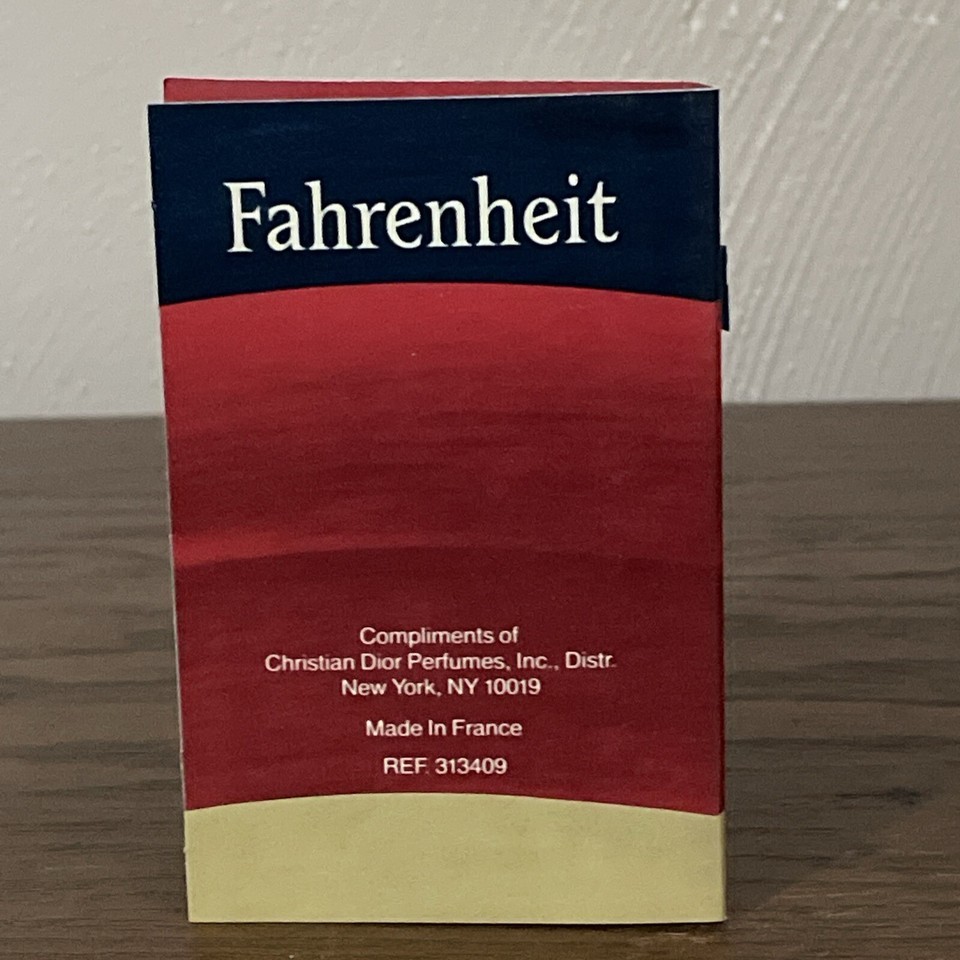 Fahrenheit
Compliments of
Christian Dior Perfumes, Inc., Distr.
New York, NY 10019
Made In France
REF. 313409